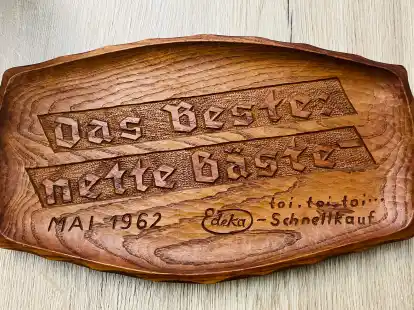 das Beste:
nette Gäste-
toi. toi. toi...
MAI 1962 - Edeka - Schnellkauf